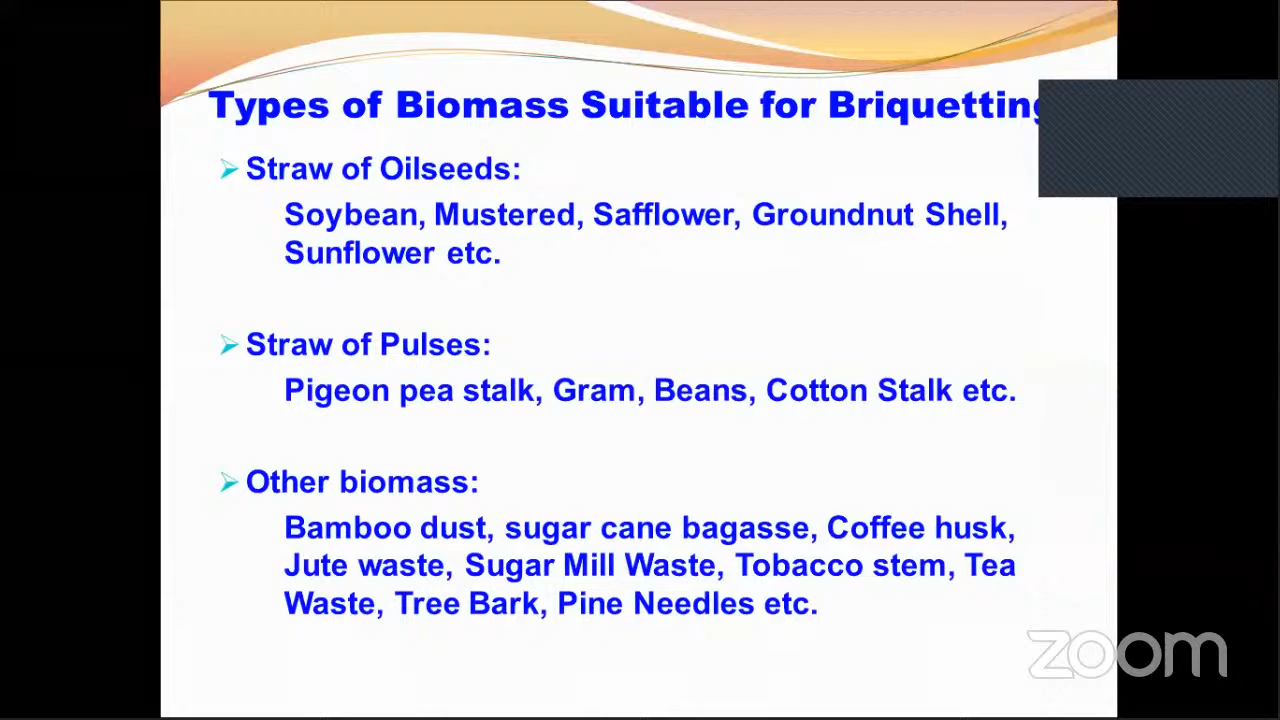 Types of Biomass Suitable for Briquetting
Straw of Oilseeds:
Soybean, Mustered, Safflower, Groundnut Shell,
Sunflower etc.
Straw of Pulses:
Pigeon pea stalk, Gram, Beans, Cotton Stalk etc.
Other biomass:
Bamboo dust, sugar cane bagasse, Coffee husk,
Jute waste, Sugar Mill Waste, Tobacco stem, Tea
Waste, Tree Bark, Pine Needles etc.
zoom